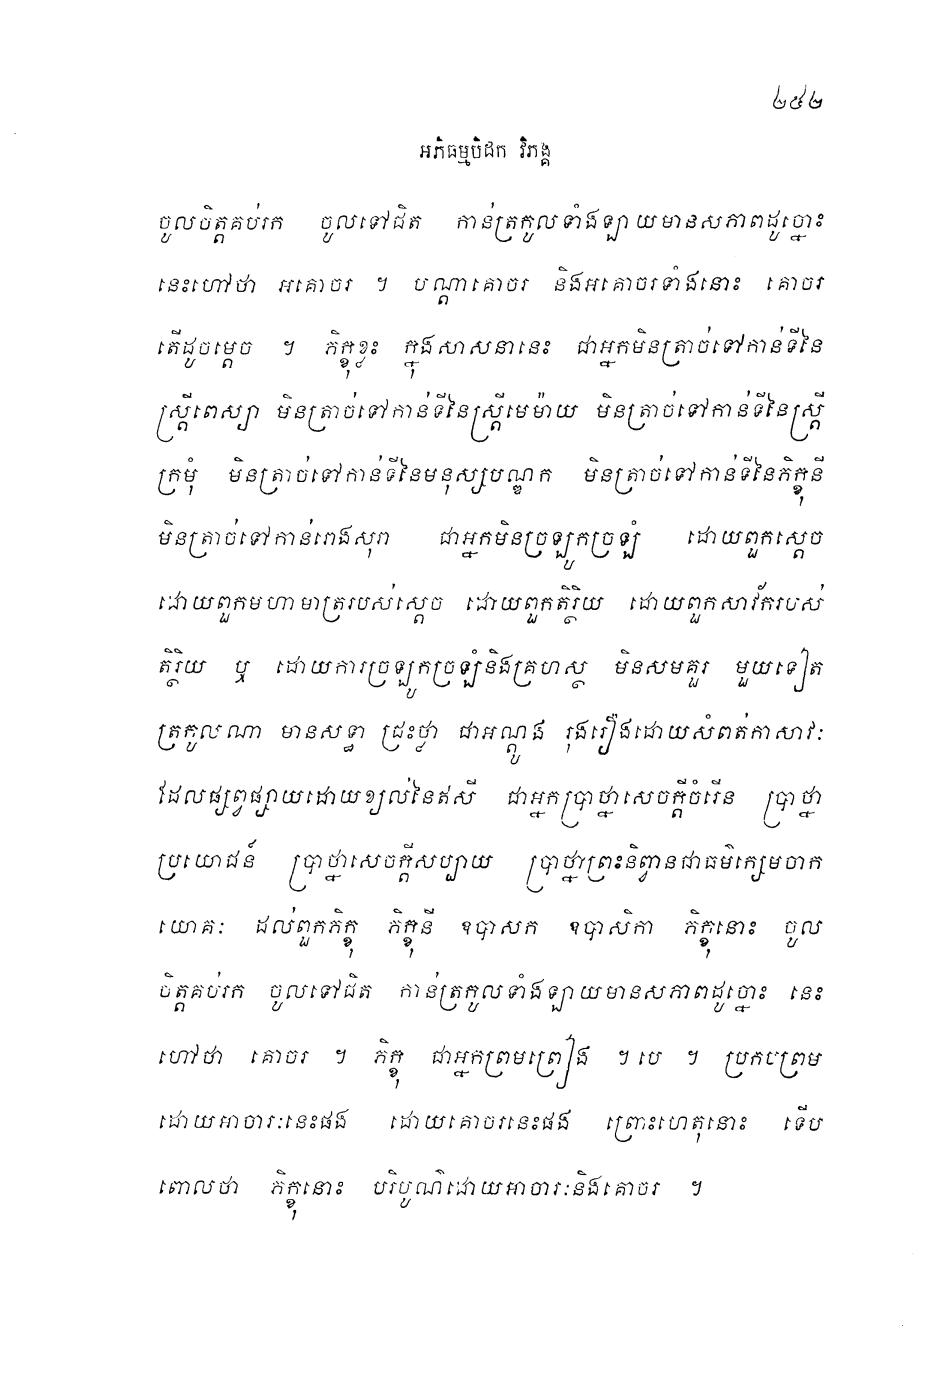 ២៥២
អភិធម្មបិដក វិភង្គ
ចូលចិត្តគប់រក ចូលទៅជិត កាន់ត្រកូលទាំងឡាយមានសភាពដូច្នោះ
នេះហៅថា អគោចរ ។ បណ្តាគោចរ និងអគោចរទាំងនោះ គោចរ
តើដូចម្តេច ។ ភិក្ខុខ្លះ ក្នុងសាសនានេះ ជាអ្នកមិនត្រាច់ទៅកាន់ទីនៃ
ស្ត្រីពេស្យា មិនត្រាច់ទៅកាន់ទីនៃស្ត្រីមេម៉ាយ មិនត្រាច់ទៅកាន់ទីនៃស្ត្រី
ក្រមុំ មិនត្រាច់ទៅកាន់ទីនៃមនុស្សបណ្ឌក មិនត្រាច់ទៅកាន់ទីនៃភិក្ខុនី
មិនត្រាច់ទៅកាន់រោងសុរា ជាអ្នកមិនច្រឡូកច្រឡំ ដោយពួកស្តេច
ដោយពួកមហាមាត្ររបស់ស្តេច ដោយពួកតិរ្ថិយ ដោយពួកសាវ័ករបស់
តិរ្ថិយ ឬ ដោយការច្រឡូកច្រឡំនិងគ្រហស្ថ មិនសមគួរ មួយទៀត
ត្រកូលណា មានសទ្ធា ជ្រះថ្លា ជាអណ្តូង រុងរឿងដោយសំពត់កាសាវៈ
ដែលផ្សព្វផ្សាយដោយខ្យល់នៃឥសី ជាអ្នកប្រាថ្នាសេចក្តីចំរើន ប្រាថ្នា
ប្រយោជន៍ ប្រាថ្នាសេចក្តីសប្បាយ ប្រាថ្នាព្រះនិព្វានជាធម៌ក្សេមចាក
យោគៈ ដល់ពួកភិក្ខុ ភិក្ខុនី ឧបាសក ឧបាសិកា ភិក្ខុនោះ ចូល
ចិត្តគប់រក ចូលទៅជិត កាន់ត្រកូលទាំងឡាយមានសភាពដូច្នោះ នេះ
ហៅថា គោចរ ។ ភិក្ខុ ជាអ្នកព្រមព្រៀង ។បេ ។ ប្រកបព្រម
ដោយអាចារៈនេះផង ដោយគោចរនេះផង ព្រោះហេតុនោះ ទើប
ពោលថា ភិក្ខុនោះ បរិបូណ៌ដោយអាចារៈនិងគោចរ ។